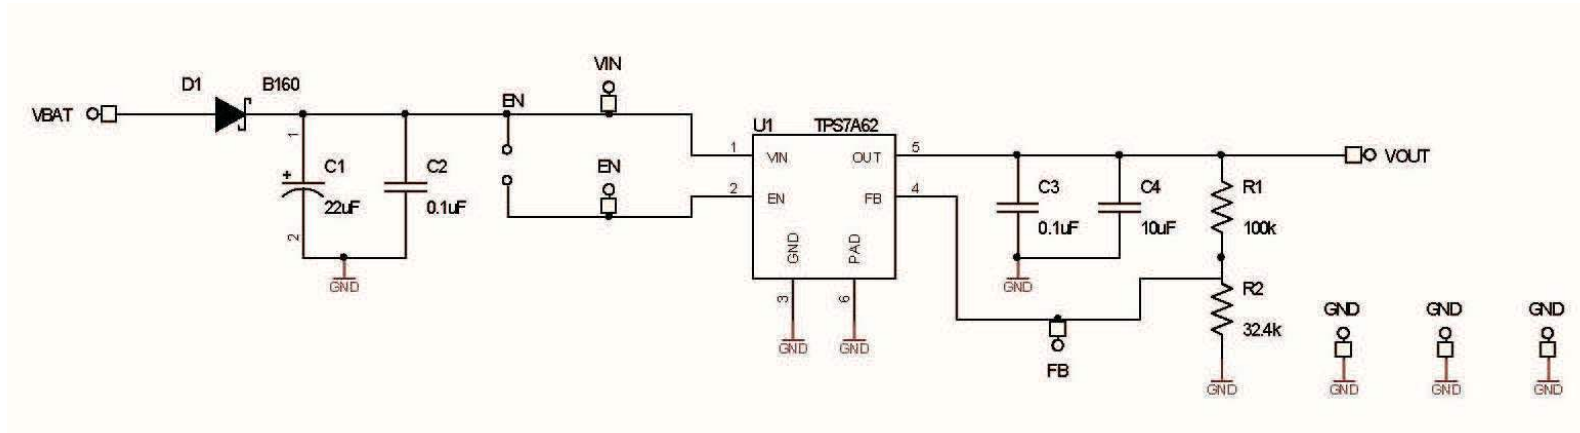 VIN
D1 B160
EN
VBAT
U1 TPS7A62
1 VIN OUT 5
VOUT
1
C1 C2
EN
2 EN FB 4
C3 C4 R1
+
22uF 0.1uF
0.1uF 10uF 100k
2
GND PAD
GND
GND
R2
3 6
32.4k
GND GND GND
GND GND
FB
GND
GND GND GND